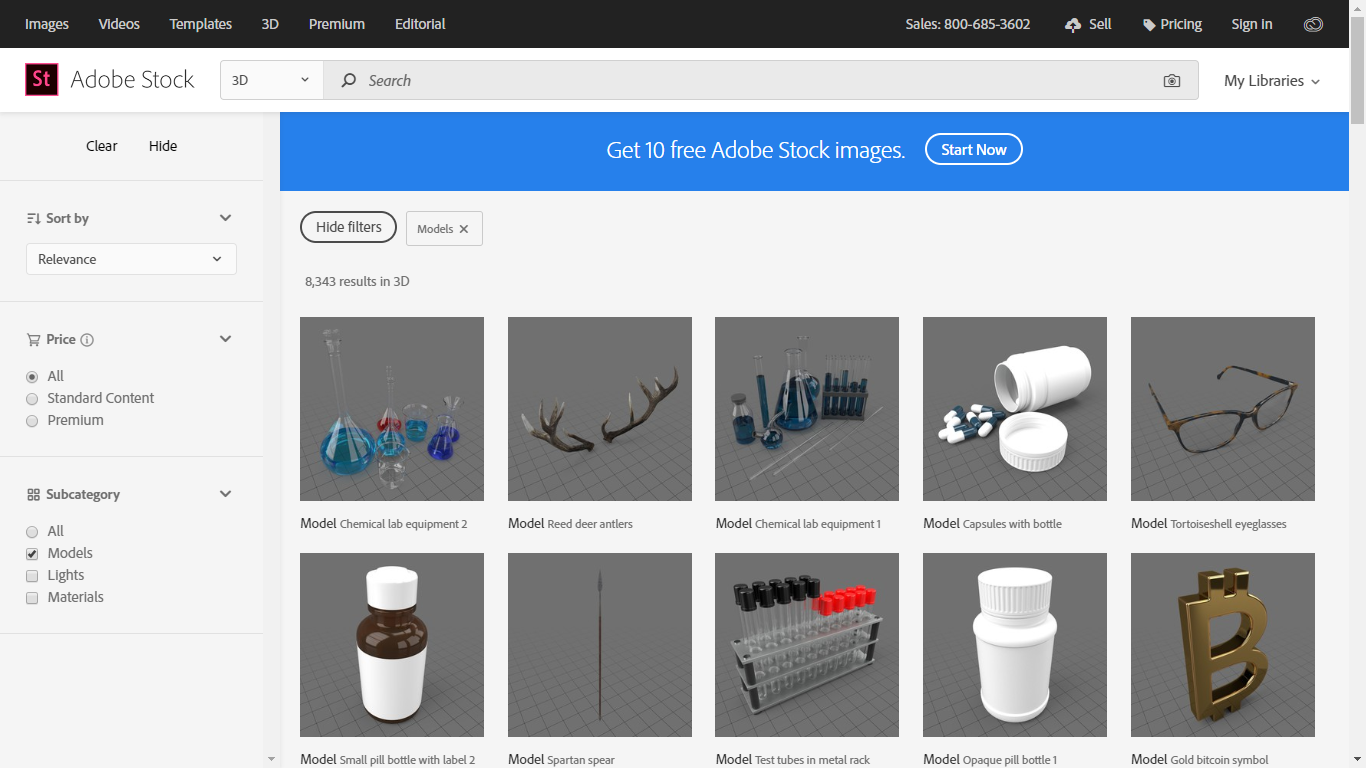 Images Videos Templates 3D Premium Editorial Sales: 800-685-3602 Sell Pricing Sign In
St Adobe Stock 3D Search My Libraries
Clear Hide
Get 10 free Adobe Stock images. Start Now
Sort by
Relevance
Price
All
Standard Content
Premium
Subcategory
All
Models
Lights
Materials
Hide filters Models
8,343 results in 3D
Model Chemical lab equipment 2
Model Reed deer antlers
Model Chemical lab equipment 1
Model Capsules with bottle
Model Tortoiseshell eyeglasses
Model Small pill bottle with label 2
Model Spartan spear
Model Test tubes in metal rack
Model Opaque pill bottle 1
Model Gold bitcoin symbol